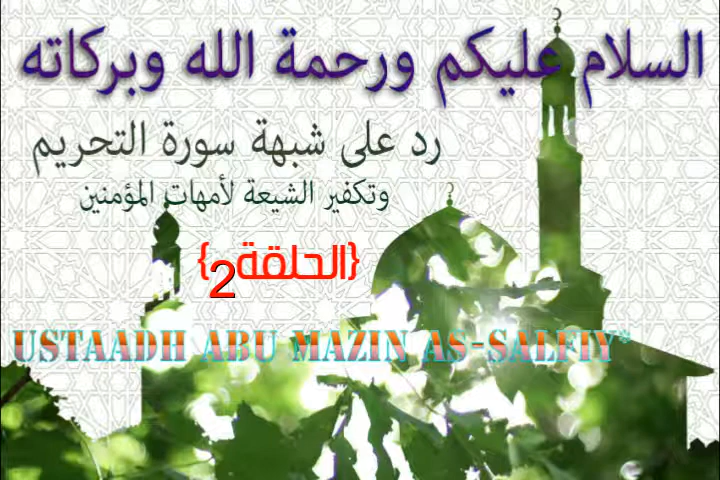 السلام عليكم ورحمة الله وبركاته
رد على شبهة سورة التحريم
وتكفير الشيعة لأمهات المؤمنين
{الحلقة2}
USTAADH ABU MAZIN AS-SALFIY*